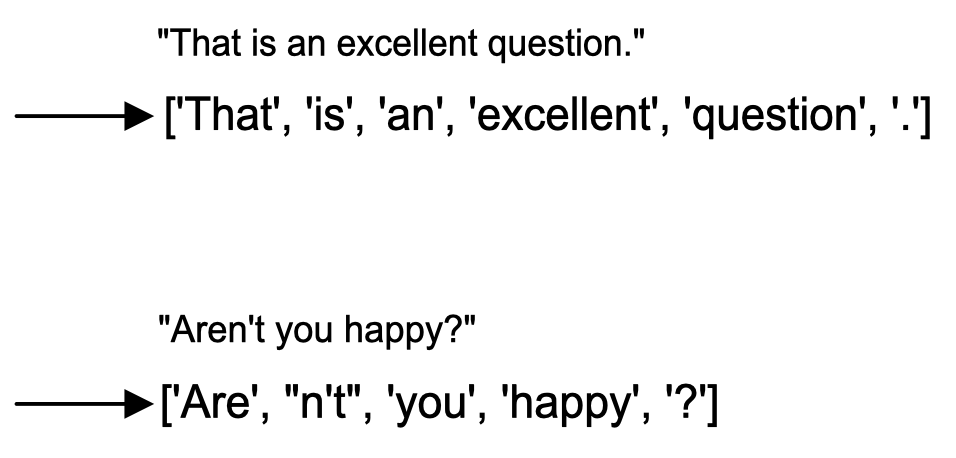 "That is an excellent question."
['That', 'is', 'an', 'excellent', 'question', '.']
"Aren't you happy?"
['Are', "n't", 'you', 'happy', '?']